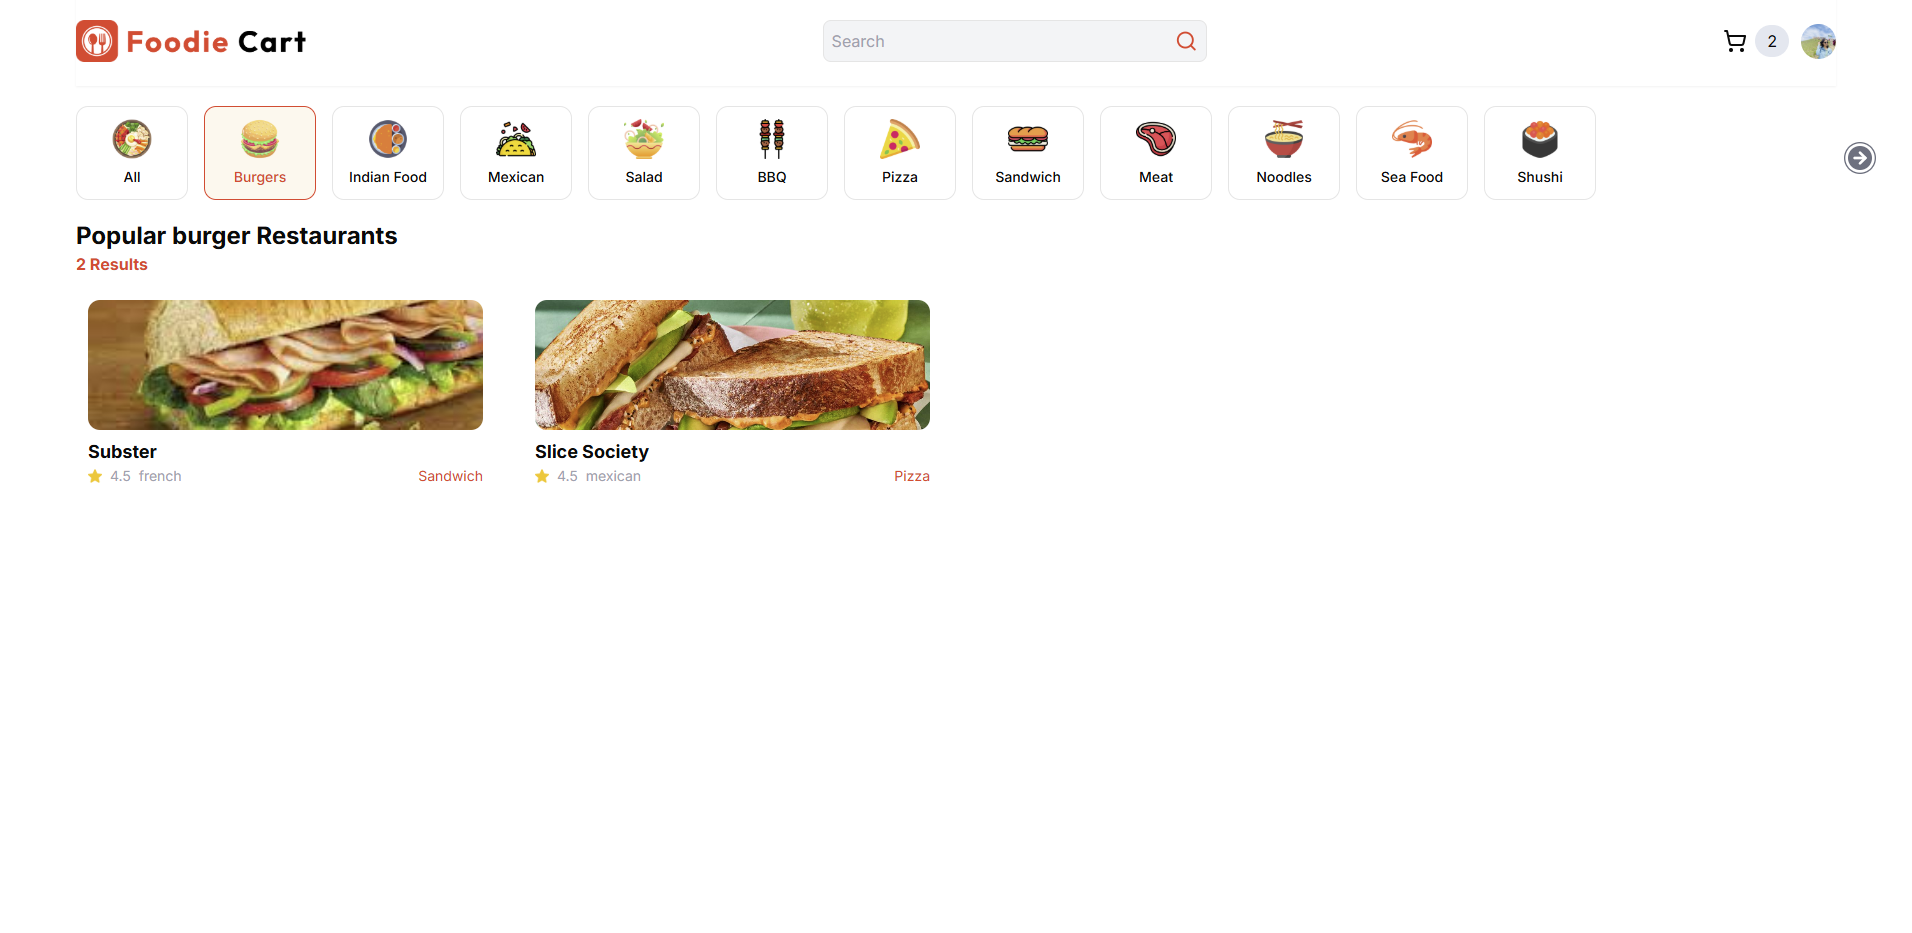 Foodie Cart
Search
2
All
Burgers
Indian Food
Mexican
Salad
BBQ
Pizza
Sandwich
Meat
Noodles
Sea Food
Shushi
Popular burger Restaurants
2 Results
Subster
4.5 french
Sandwich
Slice Society
4.5 mexican
Pizza